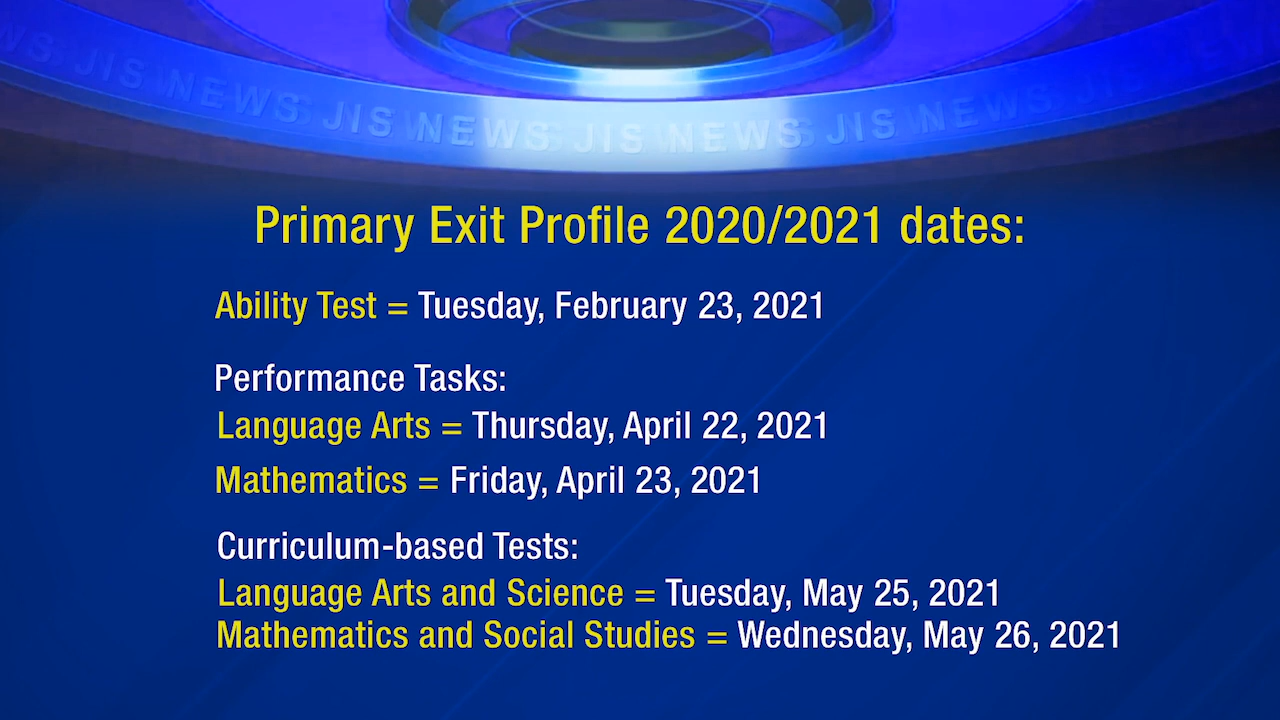 JIS NEWS JIS NEWS JIS NEWS JIS NEWS
Primary Exit Profile 2020/2021 dates:
Ability Test = Tuesday, February 23, 2021
Performance Tasks:
Language Arts = Thursday, April 22, 2021
Mathematics = Friday, April 23, 2021
Curriculum-based Tests:
Language Arts and Science = Tuesday, May 25, 2021
Mathematics and Social Studies = Wednesday, May 26, 2021